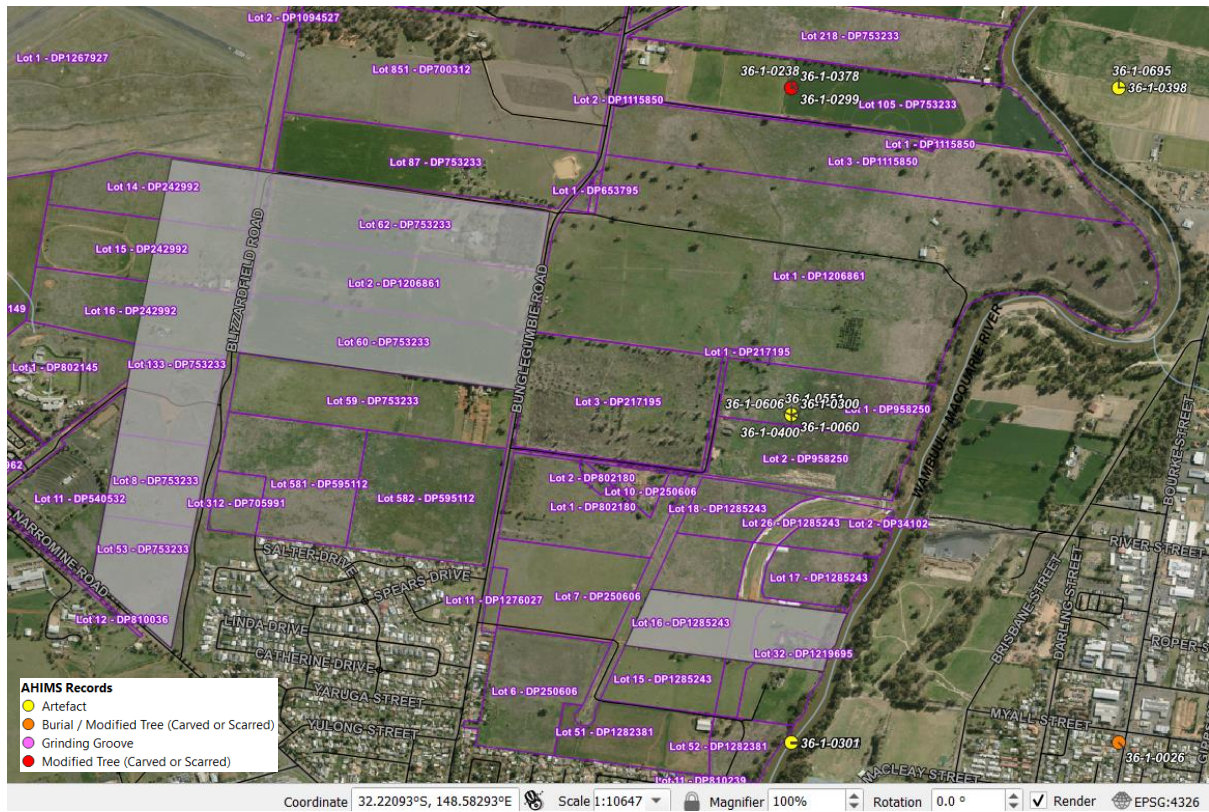 Lot 2 - DP1094527
Lot 218 - DP753233
Lot 1 - DP1267927
Lot 851 - DP700312
36-1-0238 36-1-0378
36-1-0695
36-1-0398
Lot 2 - DP1115850
36-1-0299
Lot 105 - DP753233
Lot 1 - DP1115850
Lot 87 - DP753233
Lot 3 - DP1115850
Lot 14 - DP242992
Lot 1 - DP653795
Lot 62 - DP753233
BLIZZARDFIELD ROAD
Lot 15 - DP242992
Lot 2 - DP1206861
Lot 1 - DP1206861
BUNGLEGUMBIE ROAD
149
Lot 16 - DP242992
WAMBUUL / MACQUARIE RIVER
Lot 60 - DP753233
Lot 1 - DP217195
Lot 1 - DP802145
Lot 133 - DP753233
Lot 59 - DP753233
Lot 3 - DP217195
36-1-0551
36-1-0606 36-1-0300
Lot 1 - DP958250
36-1-0400 36-1-0060
BOURKE STREET
962
Lot 2 - DP958250
Lot 8 - DP753233
Lot 581 - DP595112
Lot 2 - DP802180
Lot 11 - DP540532
Lot 312 - DP705991
Lot 582 - DP595112
Lot 10 - DP250606
Lot 1 - DP802180
Lot 18 - DP1285243
Lot 26 - DP1285243
Lot 2 - DP34102
NARROMINE ROAD
Lot 53 - DP753233
SALTER DRIVE
RIVER STREET
BRISBANE STREET
DARLING STREET
SPEARS DRIVE
Lot 17 - DP1285243
Lot 11 - DP1276027
Lot 7 - DP250606
Lot 12 - DP810036
LINDA DRIVE
Lot 16 - DP1285243
ROPER S
CATHERINE DRIVE
Lot 32 - DP1219695
Lot 15 - DP1285243
YARUGA STREET
Lot 6 - DP250606
MYALL STREET
YULONG STREET
Lot 51 - DP1282381
GIPP
Lot 52 - DP1282381
36-1-0301
36-1-0026
MACLEAY STREET
Lot 11 - DP810239
AHIMS Records
Artefact
Burial / Modified Tree (Carved or Scarred)
Grinding Groove
Modified Tree (Carved or Scarred)
Coordinate 32.22093°S, 148.58293°E Scale 1:10647 Magnifier 100% Rotation 0.0 ° Render EPSG:4326